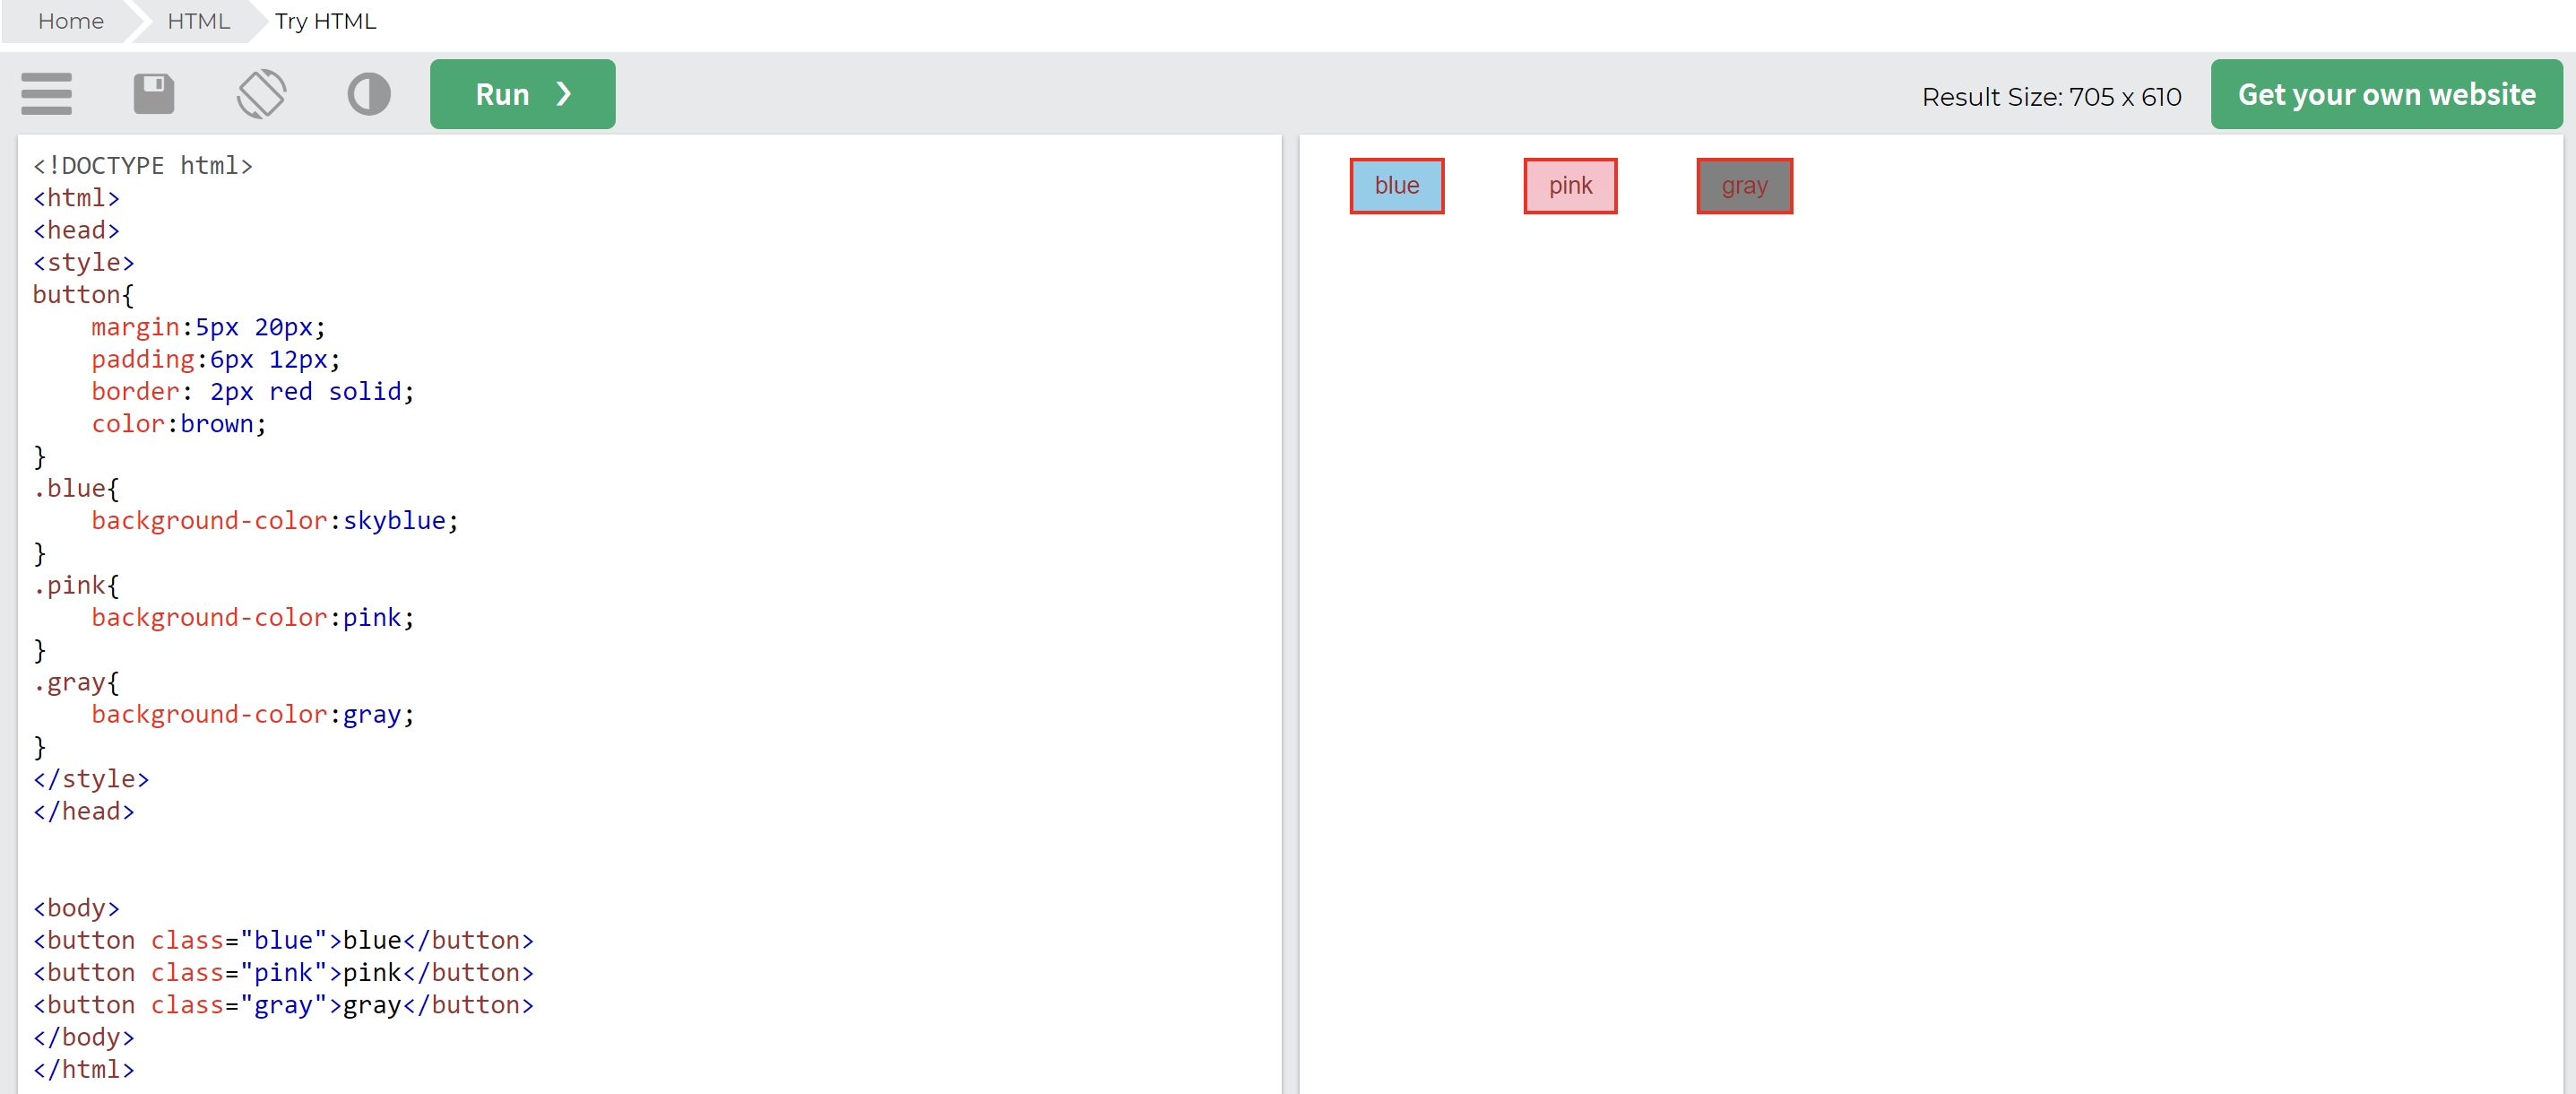 Home HTML Try HTML
Run ❯ Result Size: 705 x 610 Get your own website
<!DOCTYPE html>
<html>
<head>
<style>
button{
    margin:5px 20px;
    padding:6px 12px;
    border: 2px red solid;
    color:brown;
}
.blue{
    background-color:skyblue;
}
.pink{
    background-color:pink;
}
.gray{
    background-color:gray;
}
</style>
</head>
<body>
<button class="blue">blue</button>
<button class="pink">pink</button>
<button class="gray">gray</button>
</body>
</html>
blue pink gray